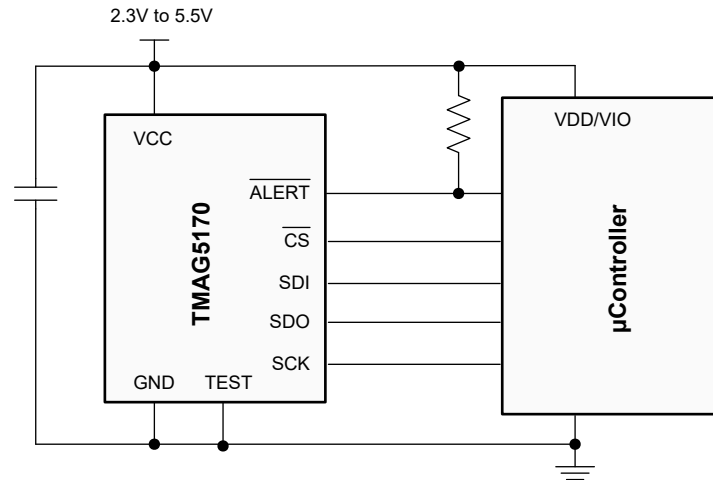 2.3V to 5.5V
VCC
VDD/VIO
ALERT
CS
SDI
SDO
SCK
GND TEST
TMAG5170
µController